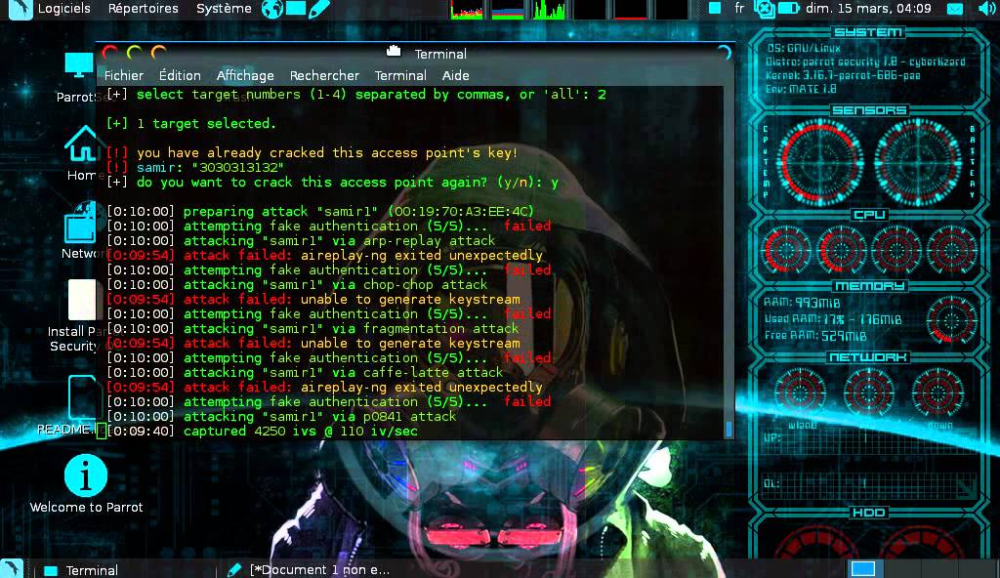 Logiciels Répertoires Système fr dim. 15 mars, 04:09
Terminal
Fichier Édition Affichage Rechercher Terminal Aide
[+] select target numbers (1-4) separated by commas, or 'all': 2
[+] 1 target selected.
[!] you have already cracked this access point's key!
[!] samir: "3030313132"
[+] do you want to crack this access point again? (y/n): y
[0:10:00] preparing attack "samir1" (00:19:70:A3:EE:4C)
[0:10:00] attempting fake authentication (5/5)... failed
[0:10:00] attacking "samir1" via arp-replay attack
[0:09:54] attack failed: aireplay-ng exited unexpectedly
[0:10:00] attempting fake authentication (5/5)... failed
[0:10:00] attacking "samir1" via chop-chop attack
[0:09:54] attack failed: unable to generate keystream
[0:10:00] attempting fake authentication (5/5)... failed
[0:10:00] attacking "samir1" via fragmentation attack
[0:09:54] attack failed: unable to generate keystream
[0:10:00] attempting fake authentication (5/5)... failed
[0:10:00] attacking "samir1" via caffe-latte attack
[0:09:54] attack failed: aireplay-ng exited unexpectedly
[0:10:00] attempting fake authentication (5/5)... failed
[0:10:00] attacking "samir1" via p0841 attack
[0:09:40] captured 4250 ivs @ 110 iv/sec
Parrot
Home
Netwo
Install Pa
Security
README.
Welcome to Parrot
SYSTEM
OS: GNU/Linux
Distro: parrot security 1.8 - cyberlizard
Kernel: 3.16.7-parrot-686-pae
Env: MATE 1.8
SENSORS
CPU TEMP
BATTERY
CPU
MEMORY
RAM: 993MiB
Used RAM: 17% - 176MiB
Free RAM: 529MiB
NETWORK
wlan0
down
UP:
DL:
HDD
Terminal
[*Document 1 non e...